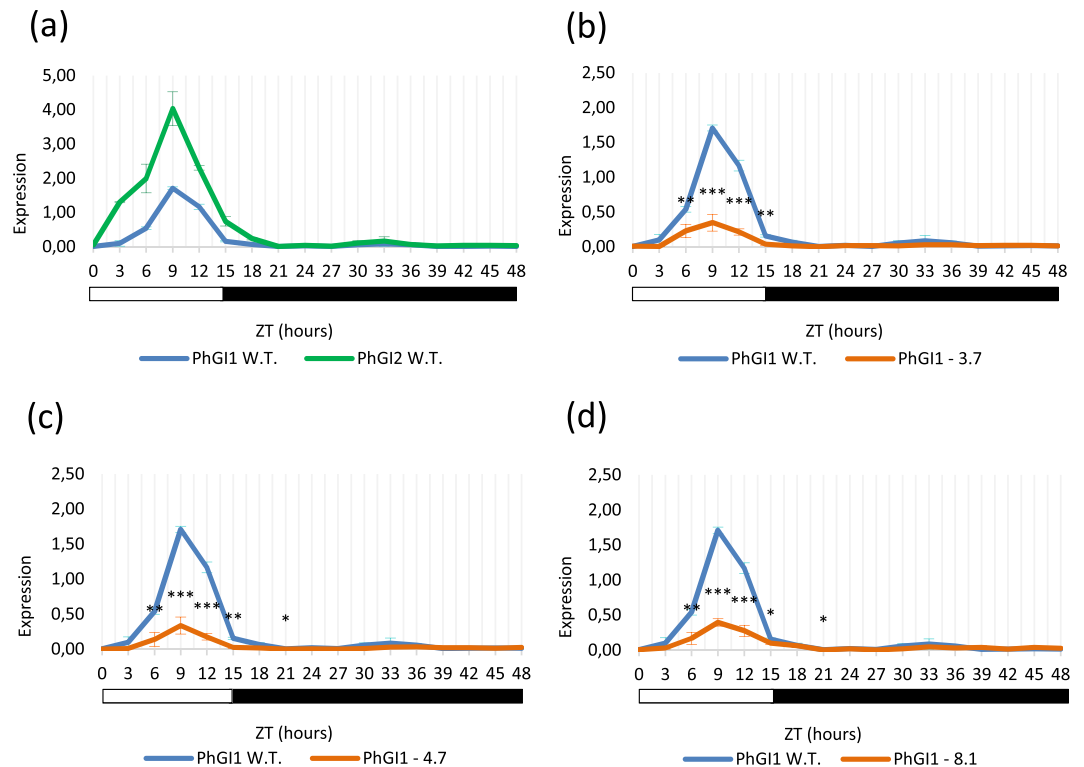 (a)
5,00
4,00
3,00
2,00
1,00
0,00
Expression
0 3 6 9 12 15 18 21 24 27 30 33 36 39 42 45 48
ZT (hours)
PhGI1 W.T. PhGI2 W.T.
(b)
2,50
2,00
1,50
1,00
0,50
0,00
Expression
** *** *** **
0 3 6 9 12 15 18 21 24 27 30 33 36 39 42 45 48
ZT (hours)
PhGI1 W.T. PhGI1 - 3.7
(c)
2,50
2,00
1,50
1,00
0,50
0,00
Expression
** *** *** ** *
0 3 6 9 12 15 18 21 24 27 30 33 36 39 42 45 48
ZT (hours)
PhGI1 W.T. PhGI1 - 4.7
(d)
2,50
2,00
1,50
1,00
0,50
0,00
Expression
** *** *** * *
0 3 6 9 12 15 18 21 24 27 30 33 36 39 42 45 48
ZT (hours)
PhGI1 W.T. PhGI1 - 8.1